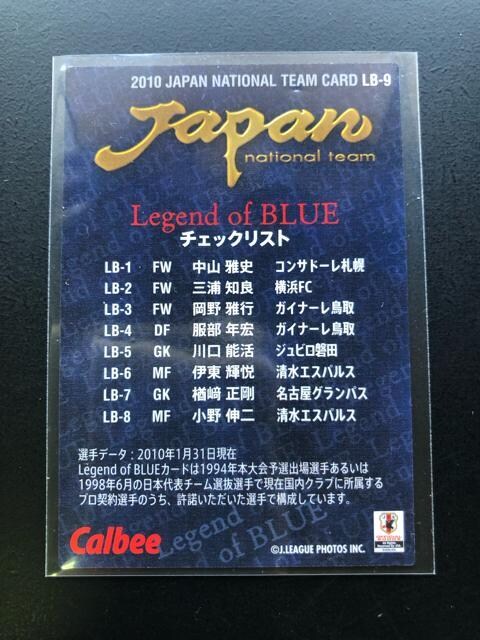 2010 JAPAN NATIONAL TEAM CARD LB-9
Japan
national team
Legend of BLUE
チェックリスト
LB-1 FW 中山 雅史 コンサドーレ札幌
LB-2 FW 三浦 知良 横浜FC
LB-3 FW 岡野 雅行 ガイナーレ鳥取
LB-4 DF 服部 年宏 ガイナーレ鳥取
LB-5 GK 川口 能活 ジュビロ磐田
LB-6 MF 伊東 輝悦 清水エスパルス
LB-7 GK 楢﨑 正剛 名古屋グランパス
LB-8 MF 小野 伸二 清水エスパルス
選手データ：2010年1月31日現在
Legend of BLUEカードは1994年本大会予選出場選手あるいは
1998年6月の日本代表チーム選抜選手で現在国内クラブに所属する
プロ契約選手のうち、許諾いただいた選手で構成しています。
Legend of BLUE
Calbee
©J.LEAGUE PHOTOS INC.